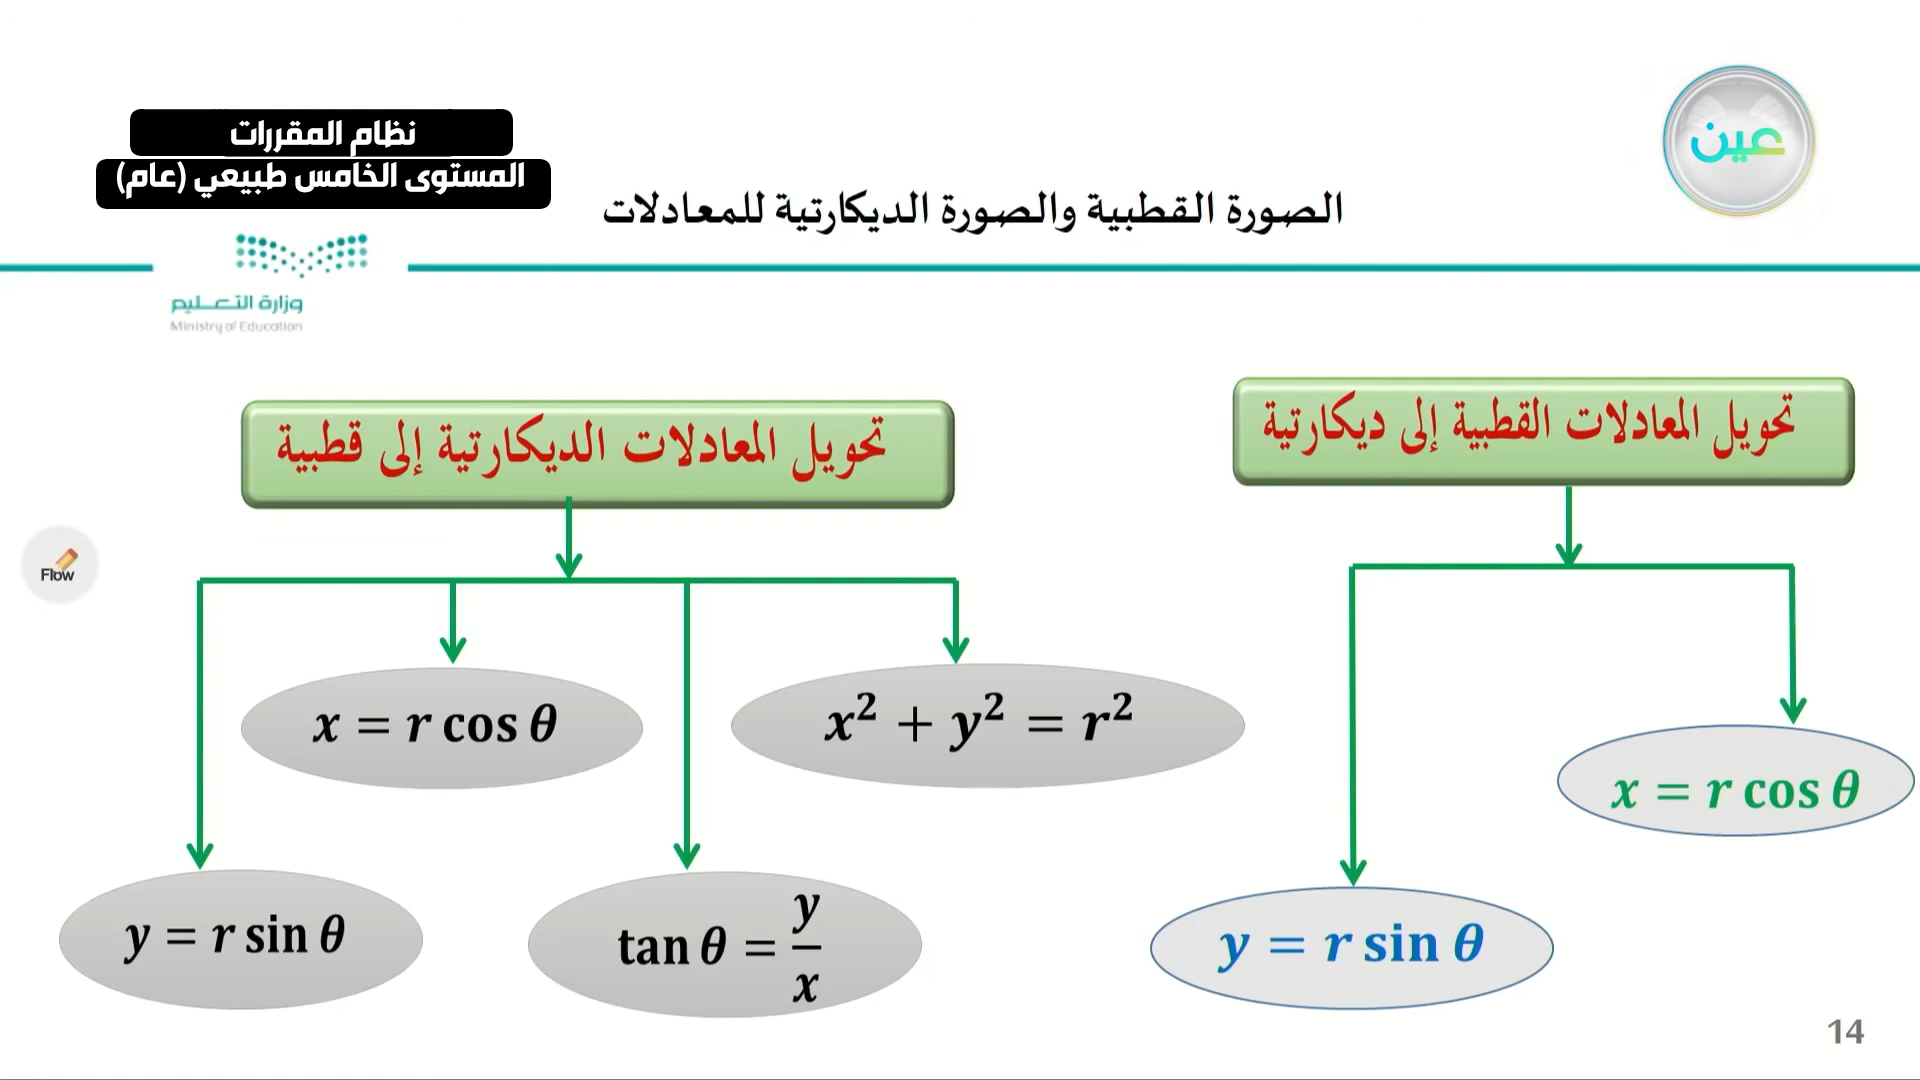 عين
نظام المقررات
المستوى الخامس طبيعي (عام)
الصورة القطبية والصورة الديكارتية للمعادلات
وزارة التعليم
Ministry of Education
تحويل المعادلات القطبية إلى ديكارتية
x = r cos θ
y = r sin θ
تحويل المعادلات الديكارتية إلى قطبية
x² + y² = r²
x = r cos θ
tan θ = y/x
y = r sin θ
Flow
14